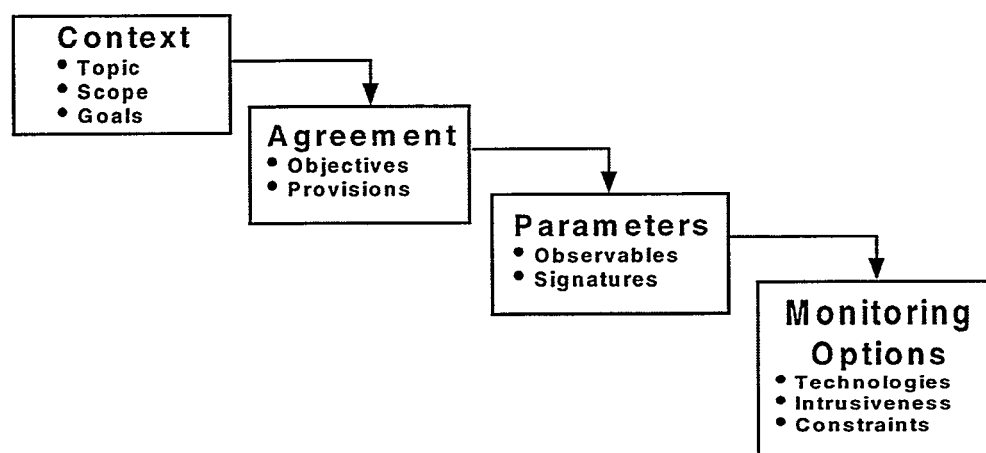 Context
• Topic
• Scope
• Goals
Agreement
• Objectives
• Provisions
Parameters
• Observables
• Signatures
Monitoring
Options
• Technologies
• Intrusiveness
• Constraints